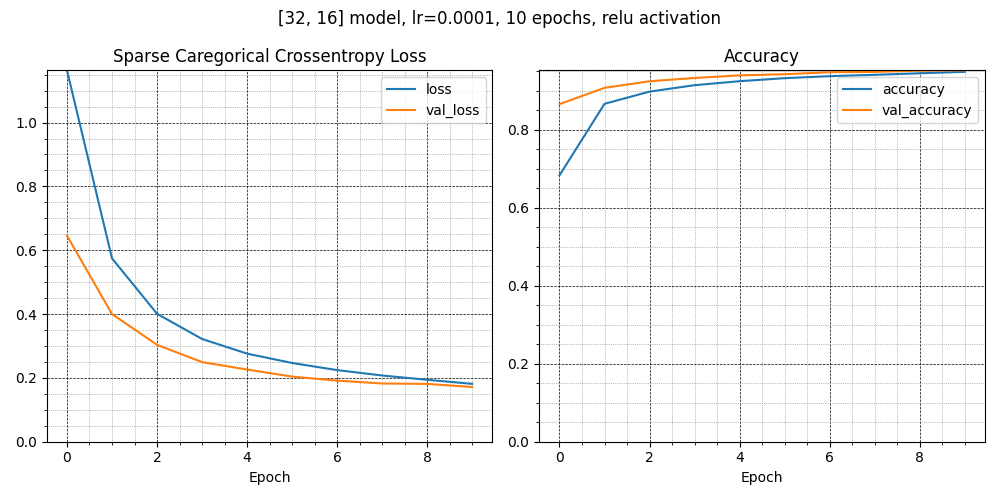 [32, 16] model, lr=0.0001, 10 epochs, relu activation
Sparse Caregorical Crossentropy Loss
loss
val_loss
1.0
0.8
0.6
0.4
0.2
0.0
0 2 4 6 8
Epoch
Accuracy
accuracy
val_accuracy
0.8
0.6
0.4
0.2
0.0
0 2 4 6 8
Epoch